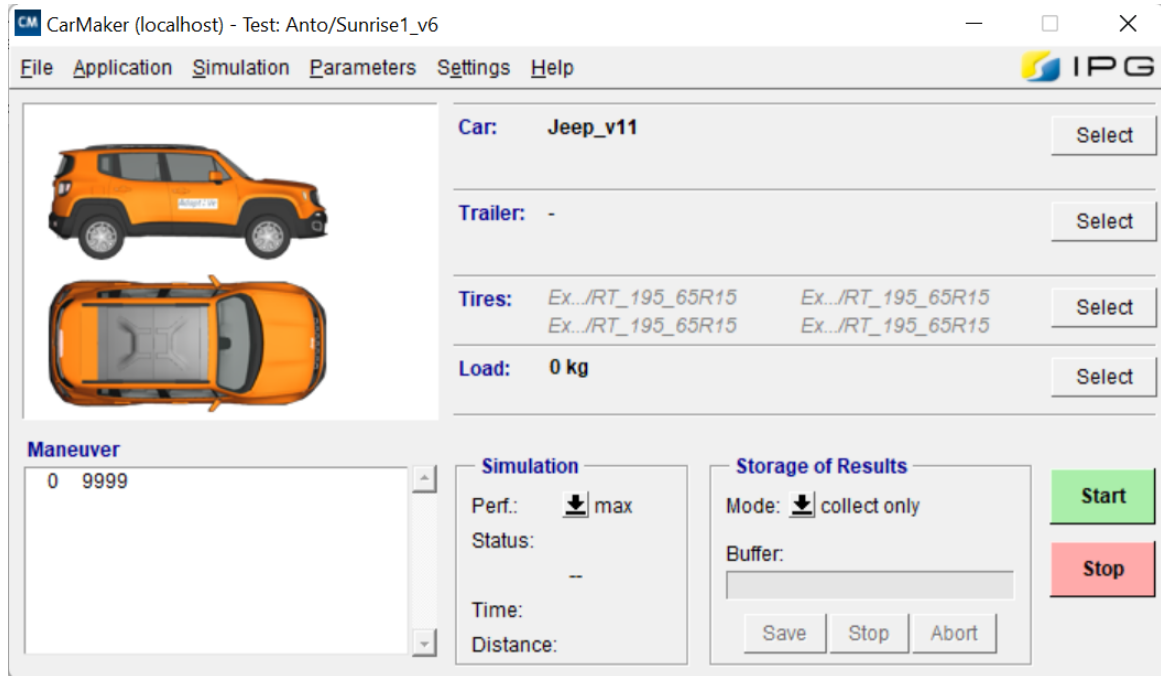 CM CarMaker (localhost) - Test: Anto/Sunrise1_v6
File Application Simulation Parameters Settings Help
IPG
Car: Jeep_v11
Select
Trailer: -
Select
Tires: Ex.../RT_195_65R15 Ex.../RT_195_65R15
Ex.../RT_195_65R15 Ex.../RT_195_65R15
Select
Load: 0 kg
Select
Maneuver
0 9999
Simulation
Perf.: max
Status:
--
Time:
Distance:
Storage of Results
Mode: collect only
Buffer:
Save Stop Abort
Start
Stop